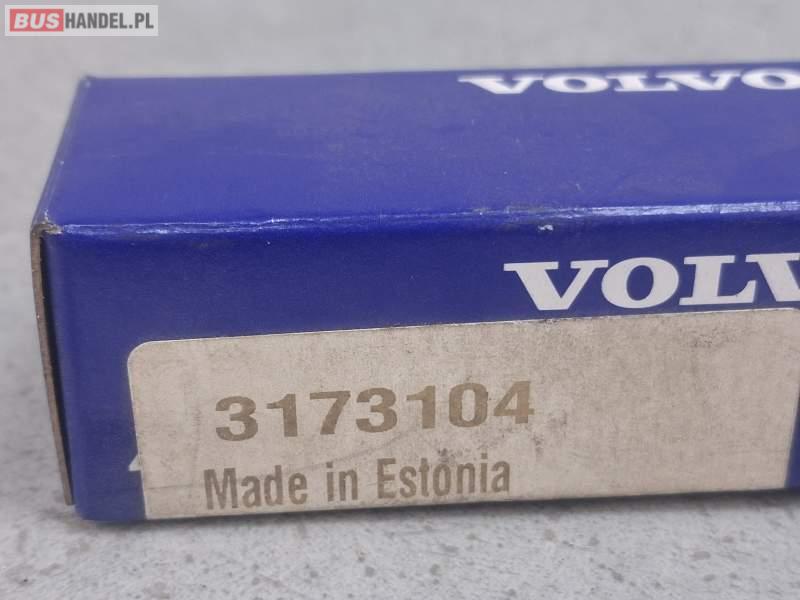 BUSHANDEL.PL
VOLVO
VOLV
3173104
Made in Estonia